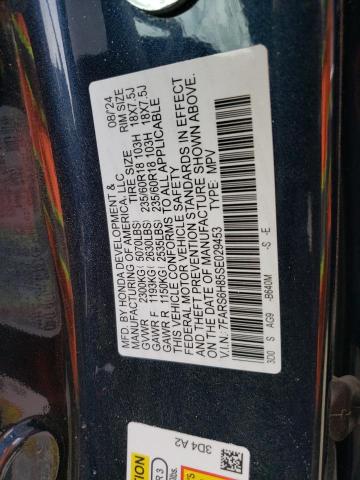 MANUFACTURED BY HONDA DEVELOPMENT &
MANUFACTURING OF AMERICA, LLC 08/24
TIRE SIZE RIM SIZE
GVWR 2300KG( 5070LBS) 235/60R18 103H 18X7.5J
GAWR F 1193KG( 2630LBS) 235/60R18 103H 18X7.5J
GAWR R 1150KG( 2535LBS)
THIS VEHICLE CONFORMS TO ALL APPLICABLE
FEDERAL MOTOR VEHICLE SAFETY
AND THEFT PREVENTION STANDARDS IN EFFECT
ON THE DATE OF MANUFACTURE SHOWN ABOVE.
V.I.N.: 7FARS6H85SE029453 TYPE: MPV
3D0 S AG9 -B640M -S -E
3D4 A2